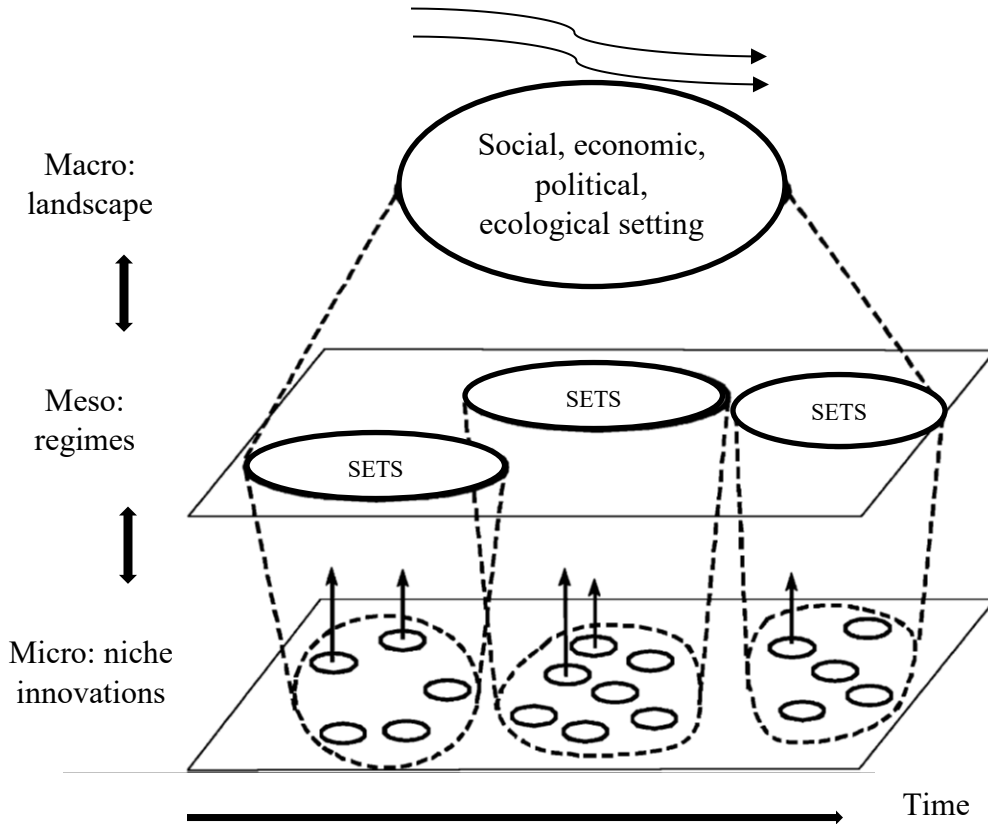 Social, economic,
political,
ecological setting
Macro:
landscape
Meso:
regimes
SETS
SETS
SETS
Micro: niche
innovations
Time